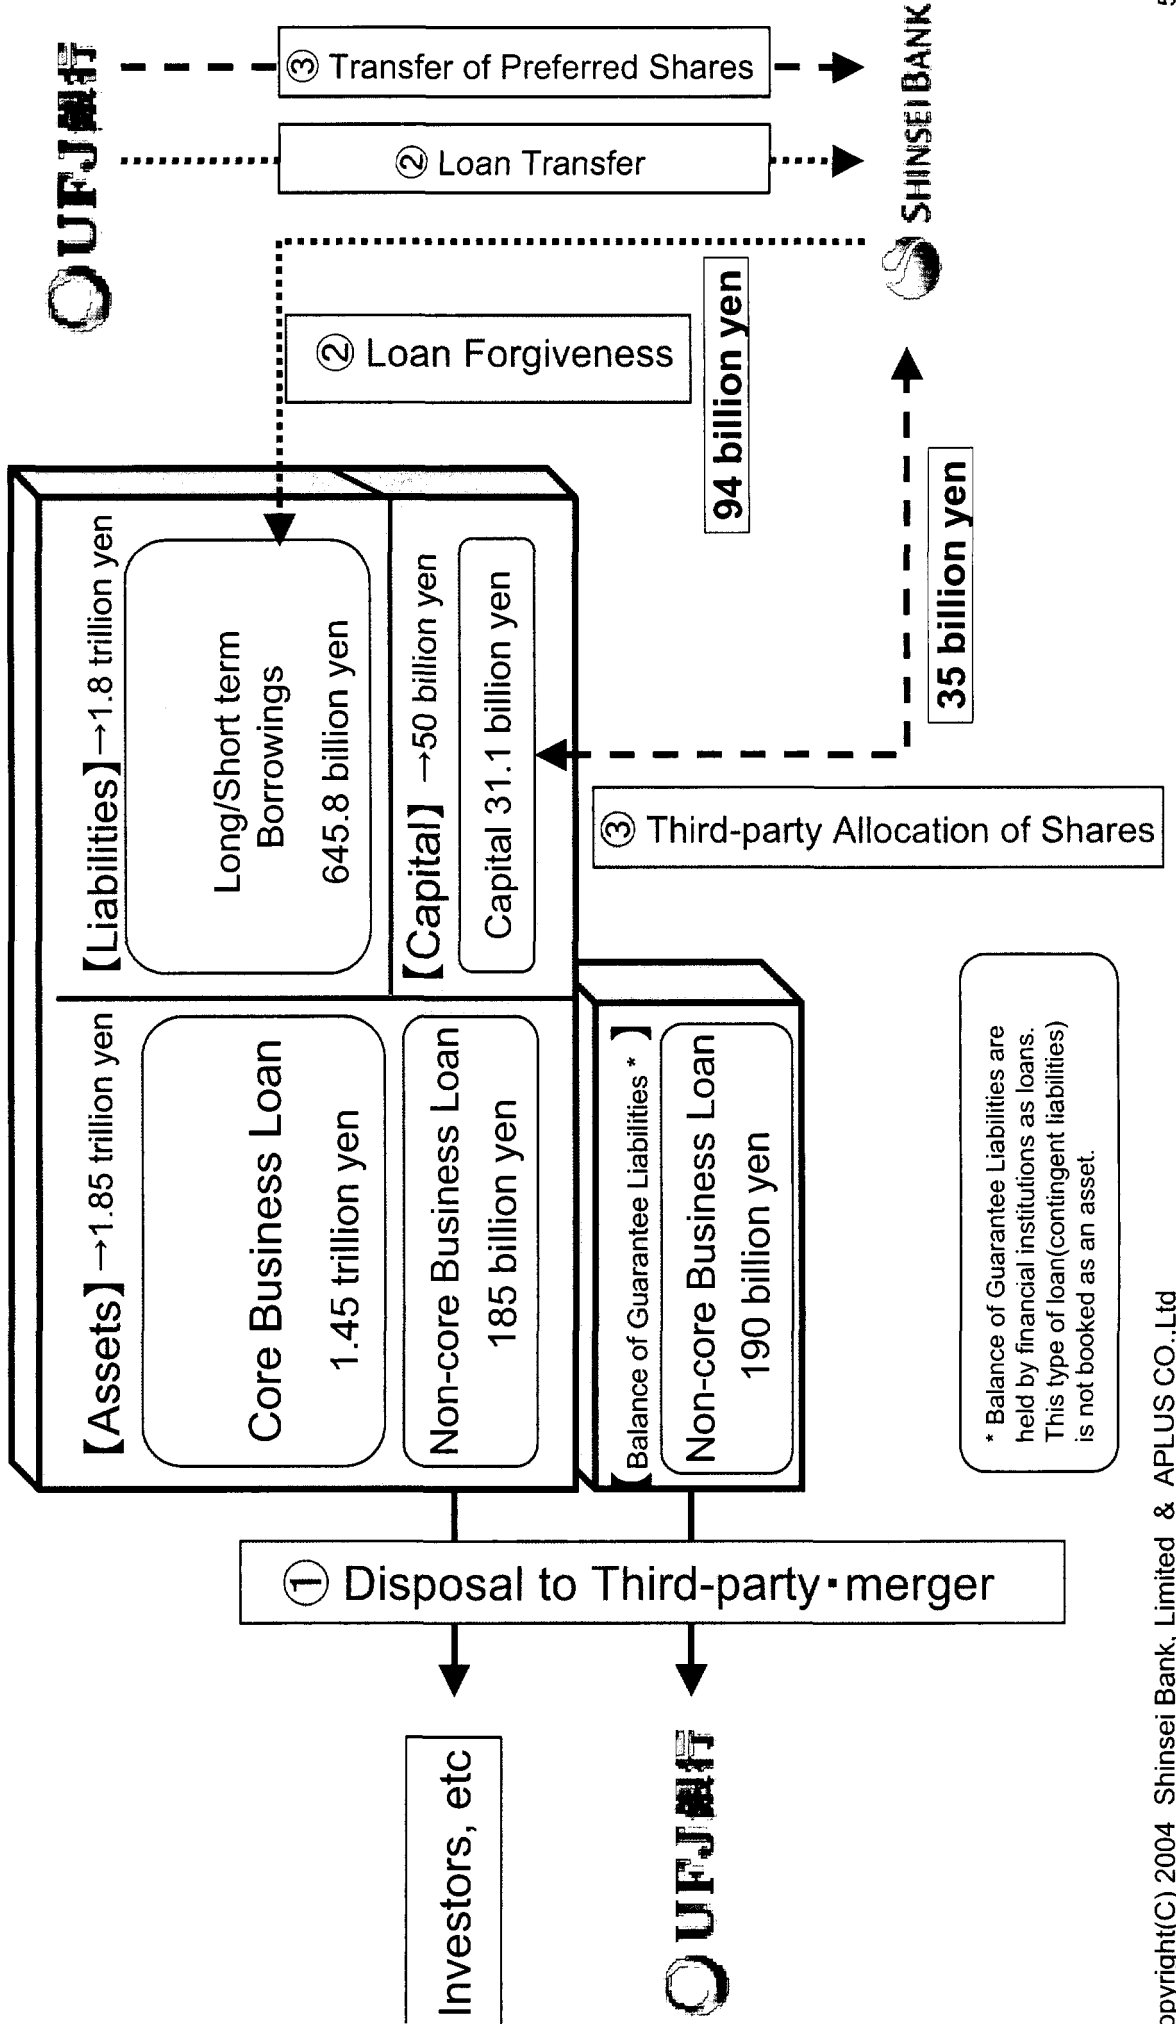 Investors, etc
UFJ銀行
① Disposal to Third-party・merger
【Assets】→1.85 trillion yen
Core Business Loan
1.45 trillion yen
Non-core Business Loan
185 billion yen
【Balance of Guarantee Liabilities *】
Non-core Business Loan
190 billion yen
* Balance of Guarantee Liabilities are
held by financial institutions as loans.
This type of loan(contingent liabilities)
is not booked as an asset.
【Liabilities】→1.8 trillion yen
Long/Short term
Borrowings
645.8 billion yen
【Capital】→50 billion yen
Capital 31.1 billion yen
③ Third-party Allocation of Shares
35 billion yen
② Loan Forgiveness
94 billion yen
UFJ銀行
③ Transfer of Preferred Shares
② Loan Transfer
SHINSEI BANK
opyright(C) 2004 Shinsei Bank, Limited & APLUS CO.,Ltd
5